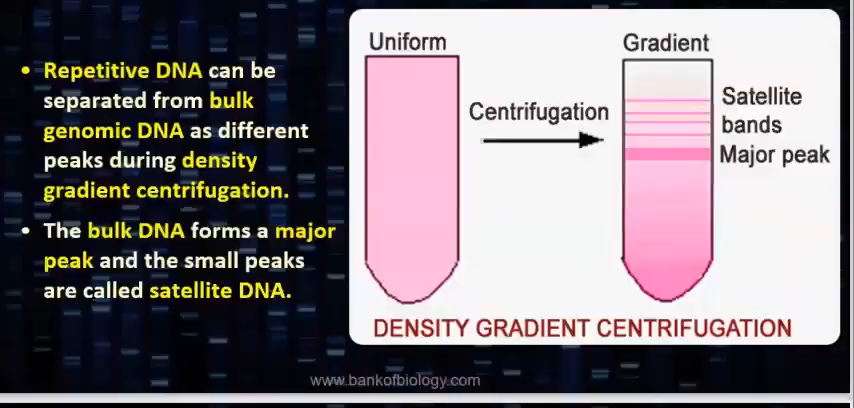 • Repetitive DNA can be
separated from bulk
genomic DNA as different
peaks during density
gradient centrifugation.
• The bulk DNA forms a major
peak and the small peaks
are called satellite DNA.
Uniform
Gradient
Centrifugation
Satellite
bands
Major peak
DENSITY GRADIENT CENTRIFUGATION
www.bankofbiology.com